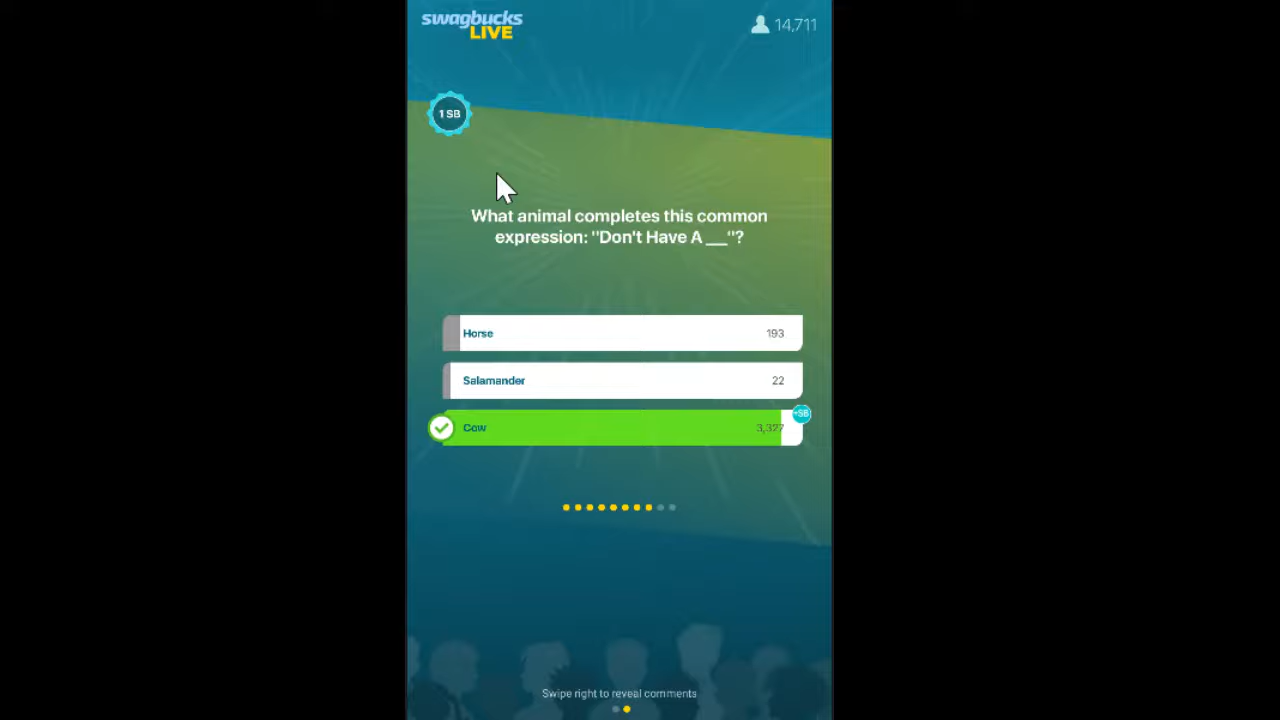 swagbucks
LIVE
14,711
1 SB
What animal completes this common
expression: "Don't Have A __"?
Horse 193
Salamander 22
+SB
Cow 3,327
Swipe right to reveal comments